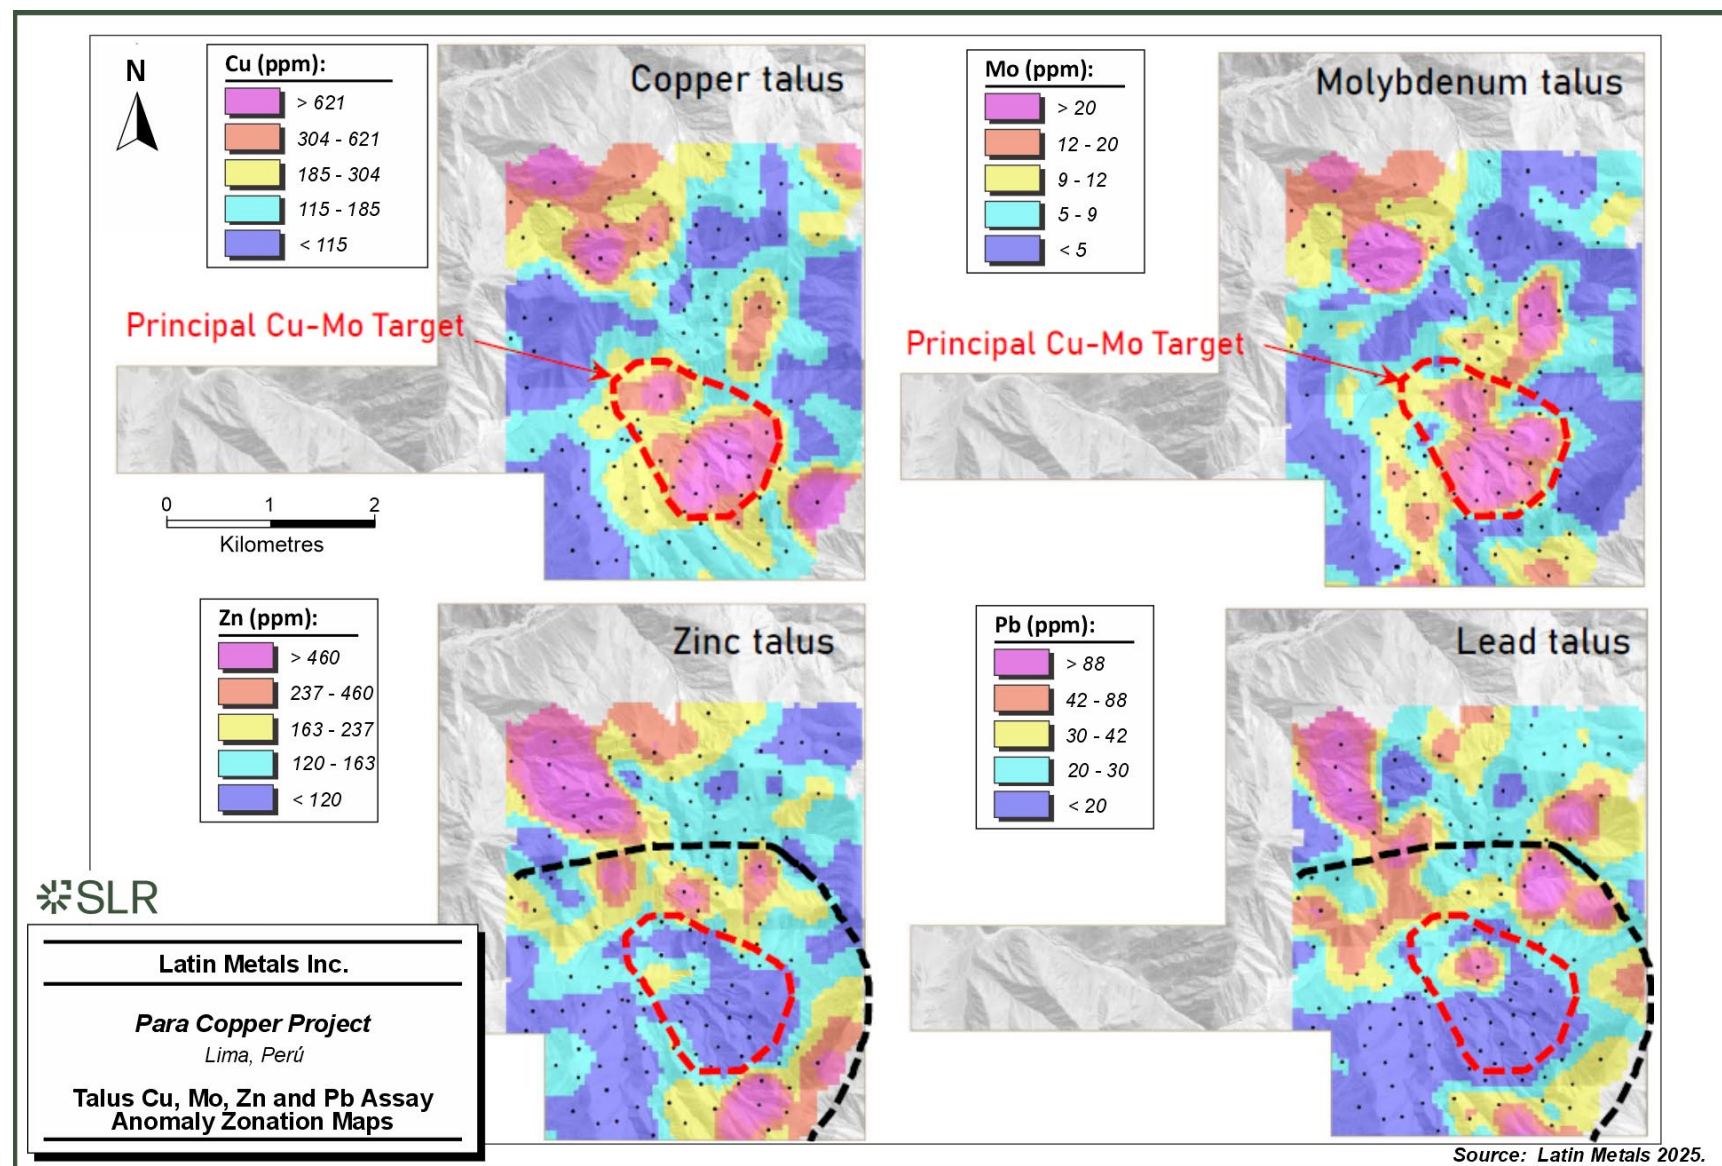 N
Cu (ppm):
> 621
304 - 621
185 - 304
115 - 185
< 115
Copper talus
Principal Cu-Mo Target
0 1 2
Kilometres
Mo (ppm):
> 20
12 - 20
9 - 12
5 - 9
< 5
Molybdenum talus
Principal Cu-Mo Target
Zn (ppm):
> 460
237 - 460
163 - 237
120 - 163
< 120
Zinc talus
Pb (ppm):
> 88
42 - 88
30 - 42
20 - 30
< 20
Lead talus
SLR
Latin Metals Inc.
Para Copper Project
Lima, Perú
Talus Cu, Mo, Zn and Pb Assay
Anomaly Zonation Maps
Source: Latin Metals 2025.